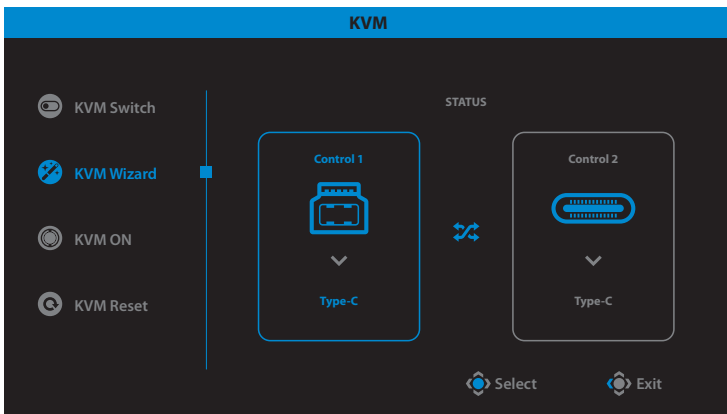 KVM
KVM Switch
KVM Wizard
KVM ON
KVM Reset
STATUS
Control 1
Type-C
Control 2
Type-C
Select
Exit